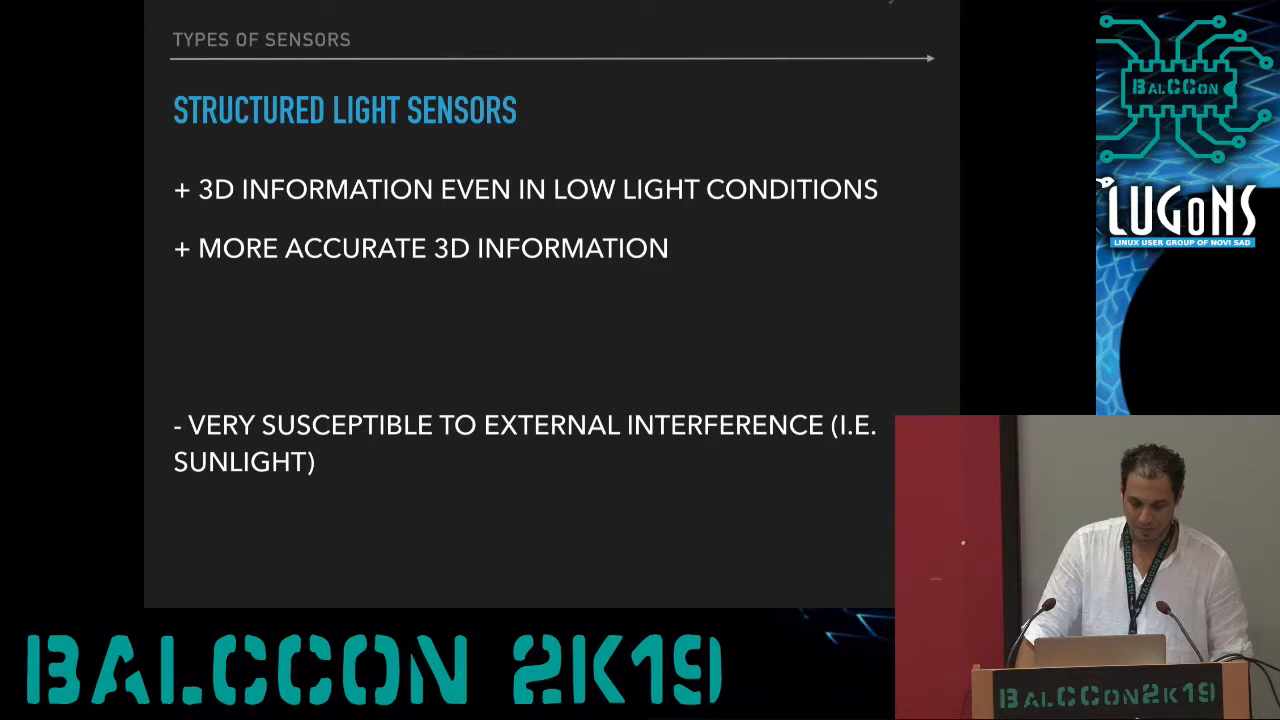 TYPES OF SENSORS
STRUCTURED LIGHT SENSORS
+ 3D INFORMATION EVEN IN LOW LIGHT CONDITIONS
+ MORE ACCURATE 3D INFORMATION
- VERY SUSCEPTIBLE TO EXTERNAL INTERFERENCE (I.E.
SUNLIGHT)
BALCCON
LUGONS
LINUX USER GROUP OF NOVI SAD
BALCCON 2K19
BALCCON2K19